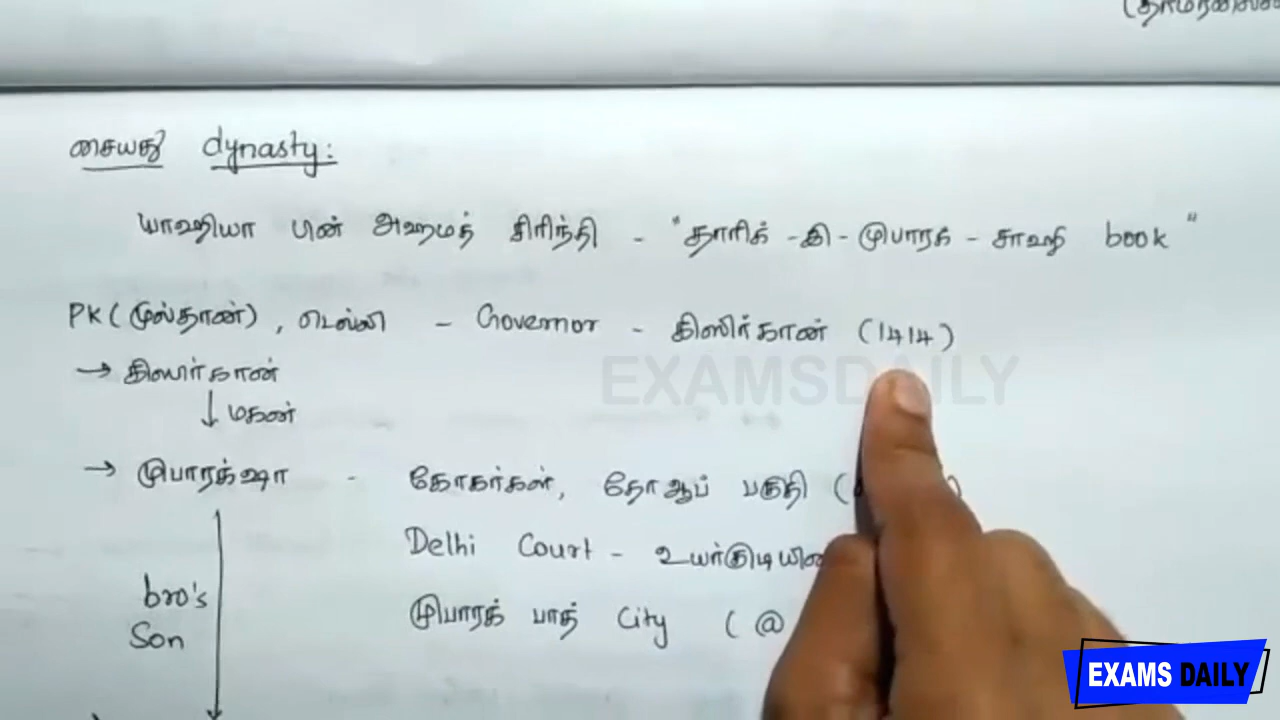 சையது dynasty:
யாஹியா பின் அஹமத் சிரிந்தி - "தாரிக் -இ - முபாரக் - சாஹி book"
PK (முல்தான்), டெல்லி - Governor - கிஸிர்கான் (1414)
→ கிஸிர்கான்
↓ மகன்
→ முபாரக்ஷா - கோகர்கள், தோஆப் பகுதி (
Delhi Court - உயர்குடியின
bro's
முபாரக் பாத் City ( @
Son
EXAMSDAILY
EXAMS DAILY